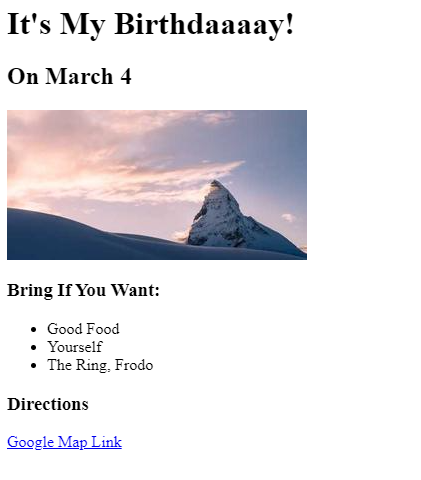 It's My Birthdaaaay!
On March 4
Bring If You Want:
Good Food
Yourself
The Ring, Frodo
Directions
Google Map Link